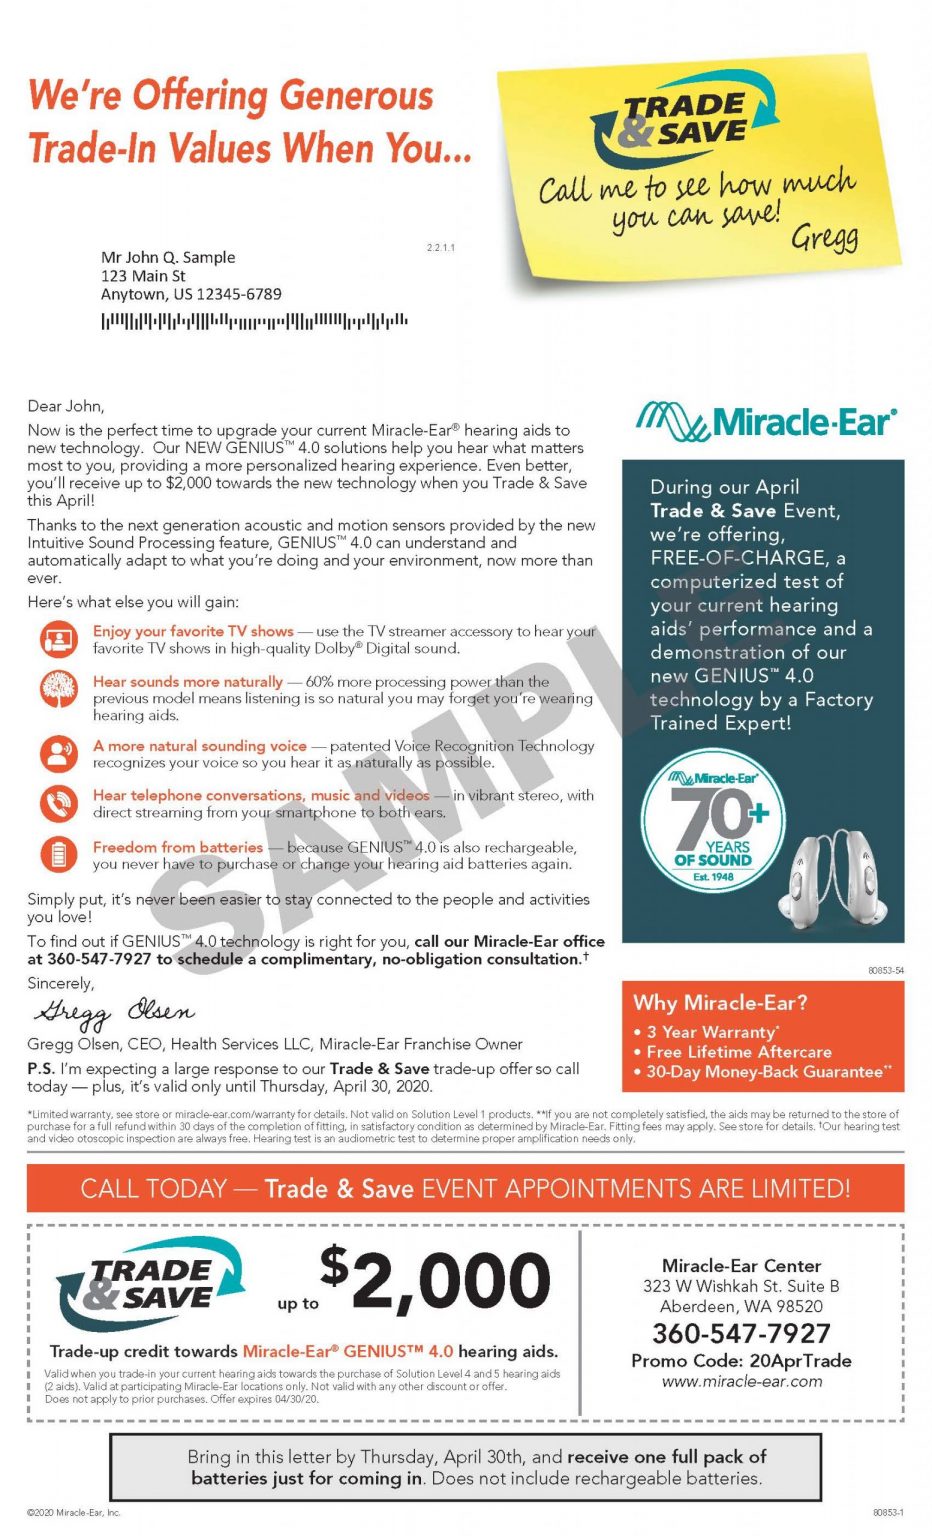 We're Offering Generous
Trade-In Values When You...
TRADE
& SAVE
Call me to see how much
you can save!
Gregg
2.2.1.1
Mr John Q. Sample
123 Main St
Anytown, US 12345-6789
Dear John,
Now is the perfect time to upgrade your current Miracle-Ear® hearing aids to
new technology. Our NEW GENIUS™ 4.0 solutions help you hear what matters
most to you, providing a more personalized hearing experience. Even better,
you'll receive up to $2,000 towards the new technology when you Trade & Save
this April!
Thanks to the next generation acoustic and motion sensors provided by the new
Intuitive Sound Processing feature, GENIUS™ 4.0 can understand and
automatically adapt to what you're doing and your environment, now more than
ever.
Here's what else you will gain:
Enjoy your favorite TV shows — use the TV streamer accessory to hear your
favorite TV shows in high-quality Dolby® Digital sound.
Hear sounds more naturally — 60% more processing power than the
previous model means listening is so natural you may forget you're wearing
hearing aids.
A more natural sounding voice — patented Voice Recognition Technology
recognizes your voice so you hear it as naturally as possible.
Hear telephone conversations, music and videos — in vibrant stereo, with
direct streaming from your smartphone to both ears.
Freedom from batteries — because GENIUS™ 4.0 is also rechargeable,
you never have to purchase or change your hearing aid batteries again.
Simply put, it's never been easier to stay connected to the people and activities
you love!
To find out if GENIUS™ 4.0 technology is right for you, call our Miracle-Ear office
at 360-547-7927 to schedule a complimentary, no-obligation consultation.†
Sincerely,
Gregg Olsen
Gregg Olsen, CEO, Health Services LLC, Miracle-Ear Franchise Owner
P.S. I'm expecting a large response to our Trade & Save trade-up offer so call
today — plus, it's valid only until Thursday, April 30, 2020.
SAMPLE
Miracle-Ear®
During our April
Trade & Save Event,
we're offering,
FREE-OF-CHARGE, a
computerized test of
your current hearing
aids' performance and a
demonstration of our
new GENIUS™ 4.0
technology by a Factory
Trained Expert!
Miracle-Ear®
70+
YEARS
OF SOUND
Est. 1948
80853-54
Why Miracle-Ear?
• 3 Year Warranty*
• Free Lifetime Aftercare
• 30-Day Money-Back Guarantee**
*Limited warranty, see store or miracle-ear.com/warranty for details. Not valid on Solution Level 1 products. **If you are not completely satisfied, the aids may be returned to the store of
purchase for a full refund within 30 days of the completion of fitting, in satisfactory condition as determined by Miracle-Ear. Fitting fees may apply. See store for details. †Our hearing test
and video otoscopic inspection are always free. Hearing test is an audiometric test to determine proper amplification needs only.
CALL TODAY — Trade & Save EVENT APPOINTMENTS ARE LIMITED!
TRADE
& SAVE
up to $2,000
Trade-up credit towards Miracle-Ear® GENIUS™ 4.0 hearing aids.
Valid when you trade-in your current hearing aids towards the purchase of Solution Level 4 and 5 hearing aids
(2 aids). Valid at participating Miracle-Ear locations only. Not valid with any other discount or offer.
Does not apply to prior purchases. Offer expires 04/30/20.
Miracle-Ear Center
323 W Wishkah St. Suite B
Aberdeen, WA 98520
360-547-7927
Promo Code: 20AprTrade
www.miracle-ear.com
Bring in this letter by Thursday, April 30th, and receive one full pack of
batteries just for coming in. Does not include rechargeable batteries.
©2020 Miracle-Ear, Inc.
80853-1